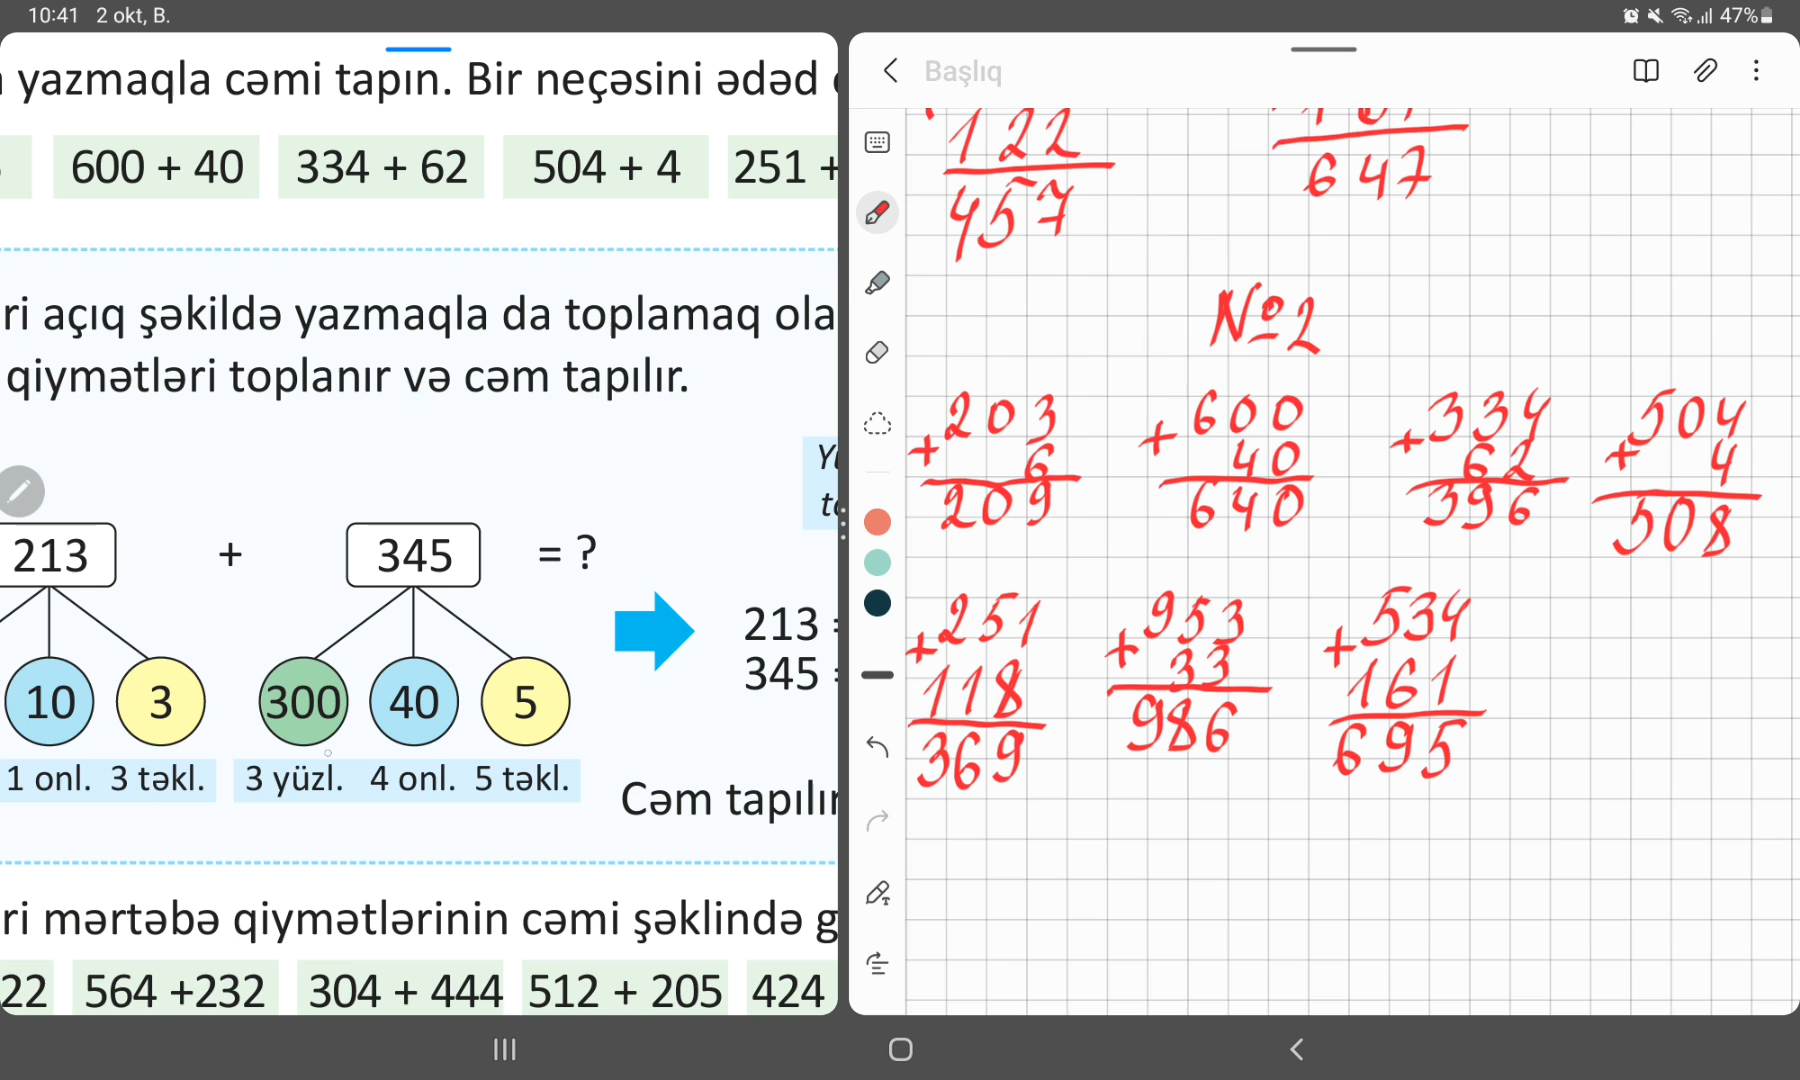 10:41 2 okt, B.
47%
yazmaqla cəmi tapın. Bir neçəsini ədəd
600 + 40 334 + 62 504 + 4 251 +
ri açıq şəkildə yazmaqla da toplamaq ola
qiymətləri toplanır və cəm tapılır.
213 + 345 = ?
213 =
345 =
10 3 300 40 5
1 onl. 3 təkl. 3 yüzl. 4 onl. 5 təkl.
Cəm tapılır
ri mərtəbə qiymətlərinin cəmi şəklində g
22 564 +232 304 + 444 512 + 205 424
Başlıq
122
457
647
№2
+203 +600 +334 +504
6 40 62 4
209 640 396 508
+251 +953 +534
118 33 161
369 986 695